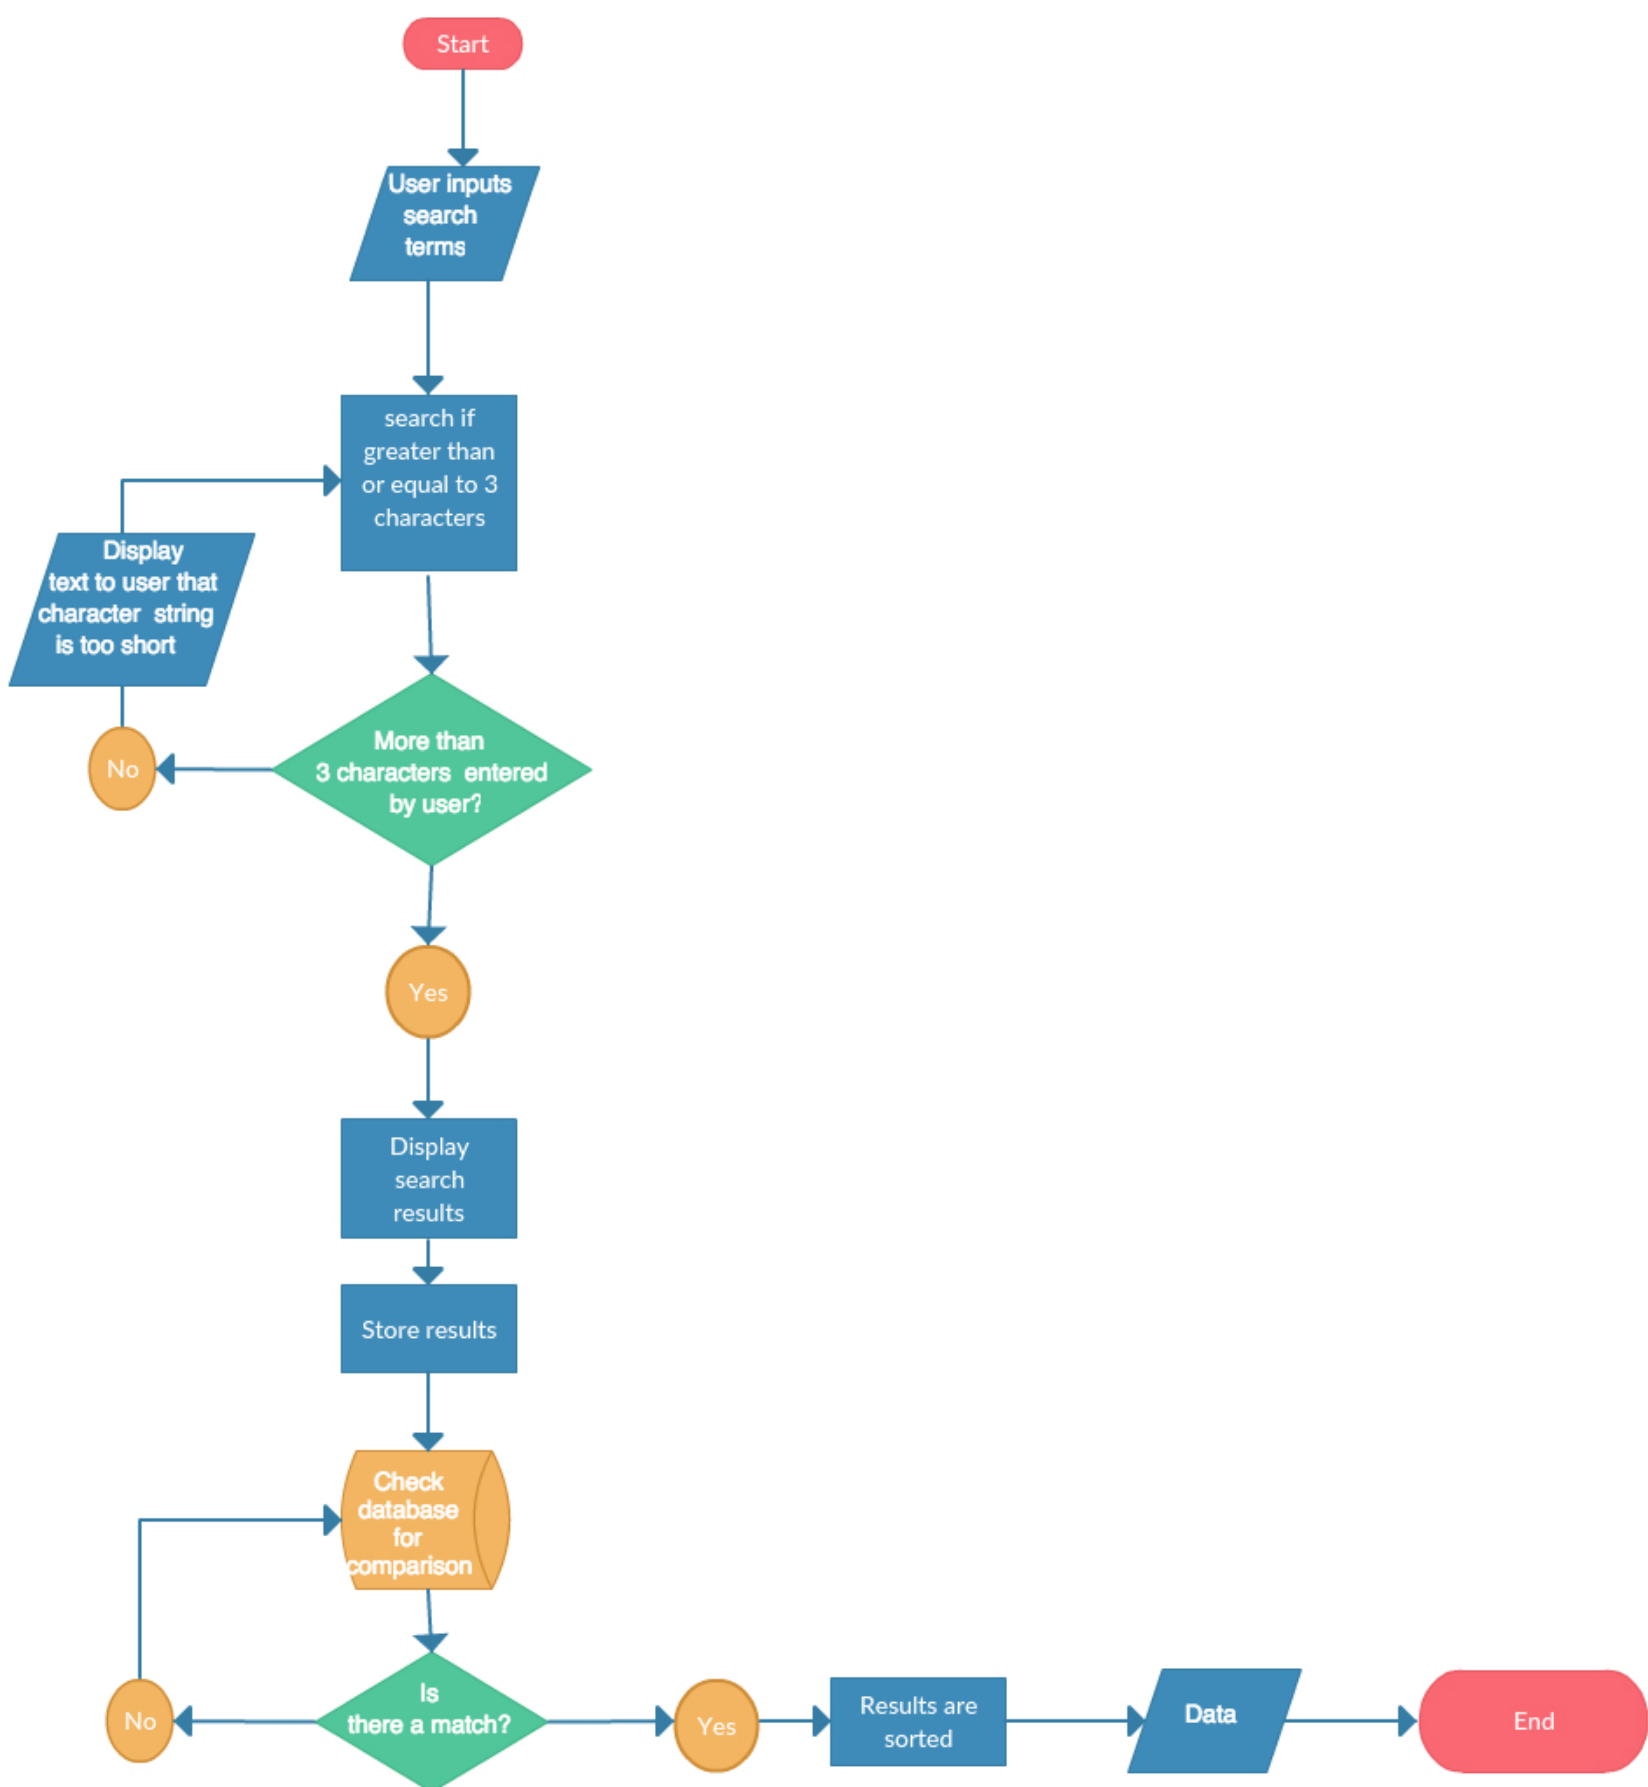 Start
User inputs
search
terms
search if
greater than
or equal to 3
characters
Display
text to user that
character string
is too short
More than
3 characters entered
by user?
No
Yes
Display
search
results
Store results
Check
database
for
comparison
Is
there a match?
No
Yes
Results are
sorted
Data
End